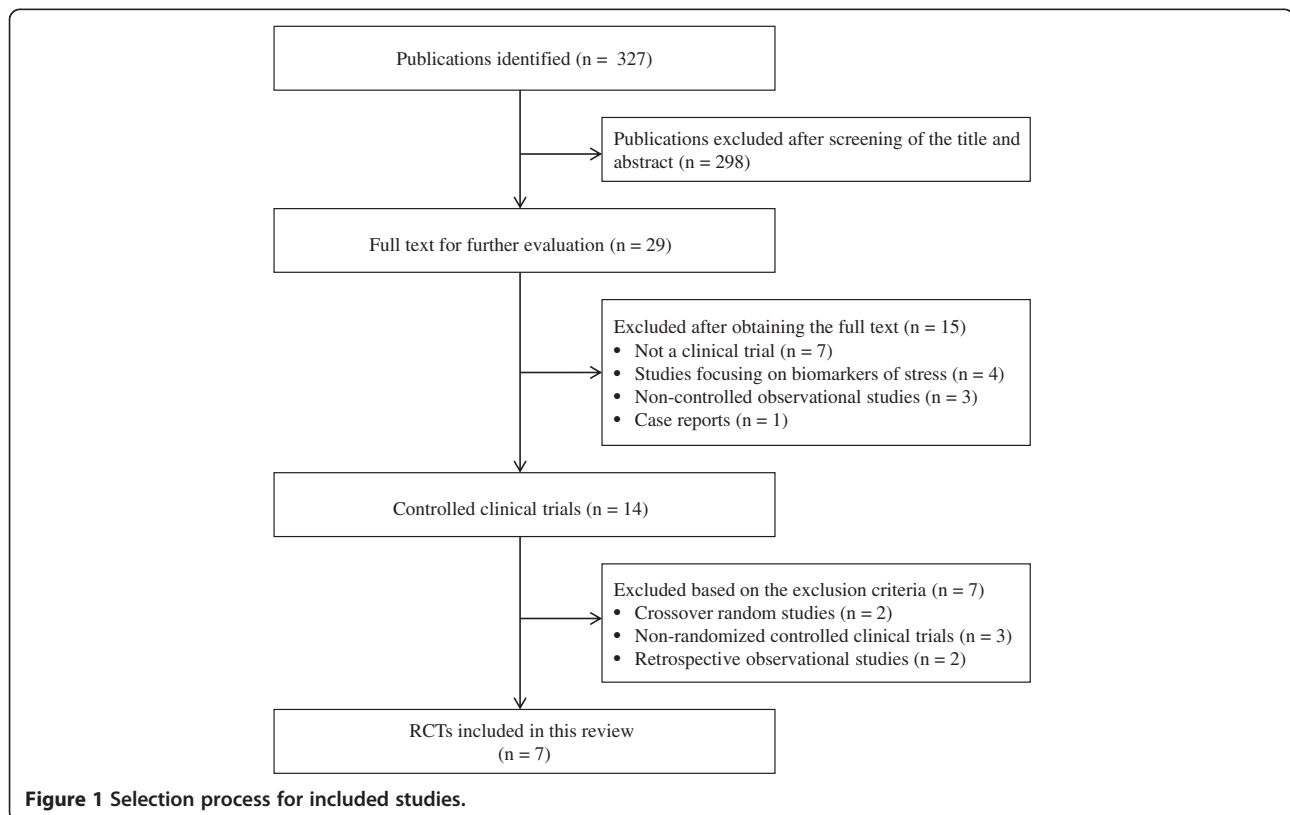 Publications identified (n = 327)
Publications excluded after screening of the title and
abstract (n = 298)
Full text for further evaluation (n = 29)
Excluded after obtaining the full text (n = 15)
• Not a clinical trial (n = 7)
• Studies focusing on biomarkers of stress (n = 4)
• Non-controlled observational studies (n = 3)
• Case reports (n = 1)
Controlled clinical trials (n = 14)
Excluded based on the exclusion criteria (n = 7)
• Crossover random studies (n = 2)
• Non-randomized controlled clinical trials (n = 3)
• Retrospective observational studies (n = 2)
RCTs included in this review
(n = 7)
Figure 1 Selection process for included studies.